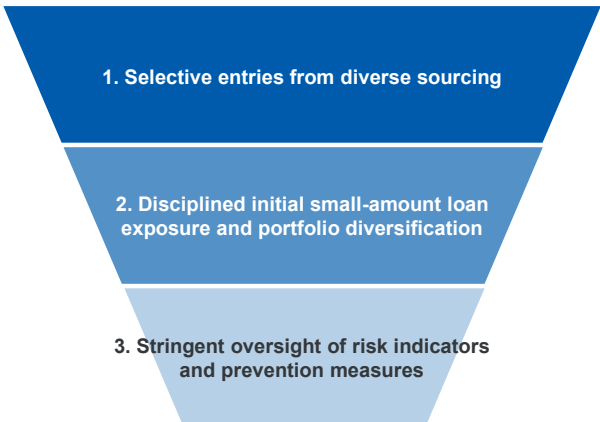 1. Selective entries from diverse sourcing
2. Disciplined initial small-amount loan
exposure and portfolio diversification
3. Stringent oversight of risk indicators
and prevention measures